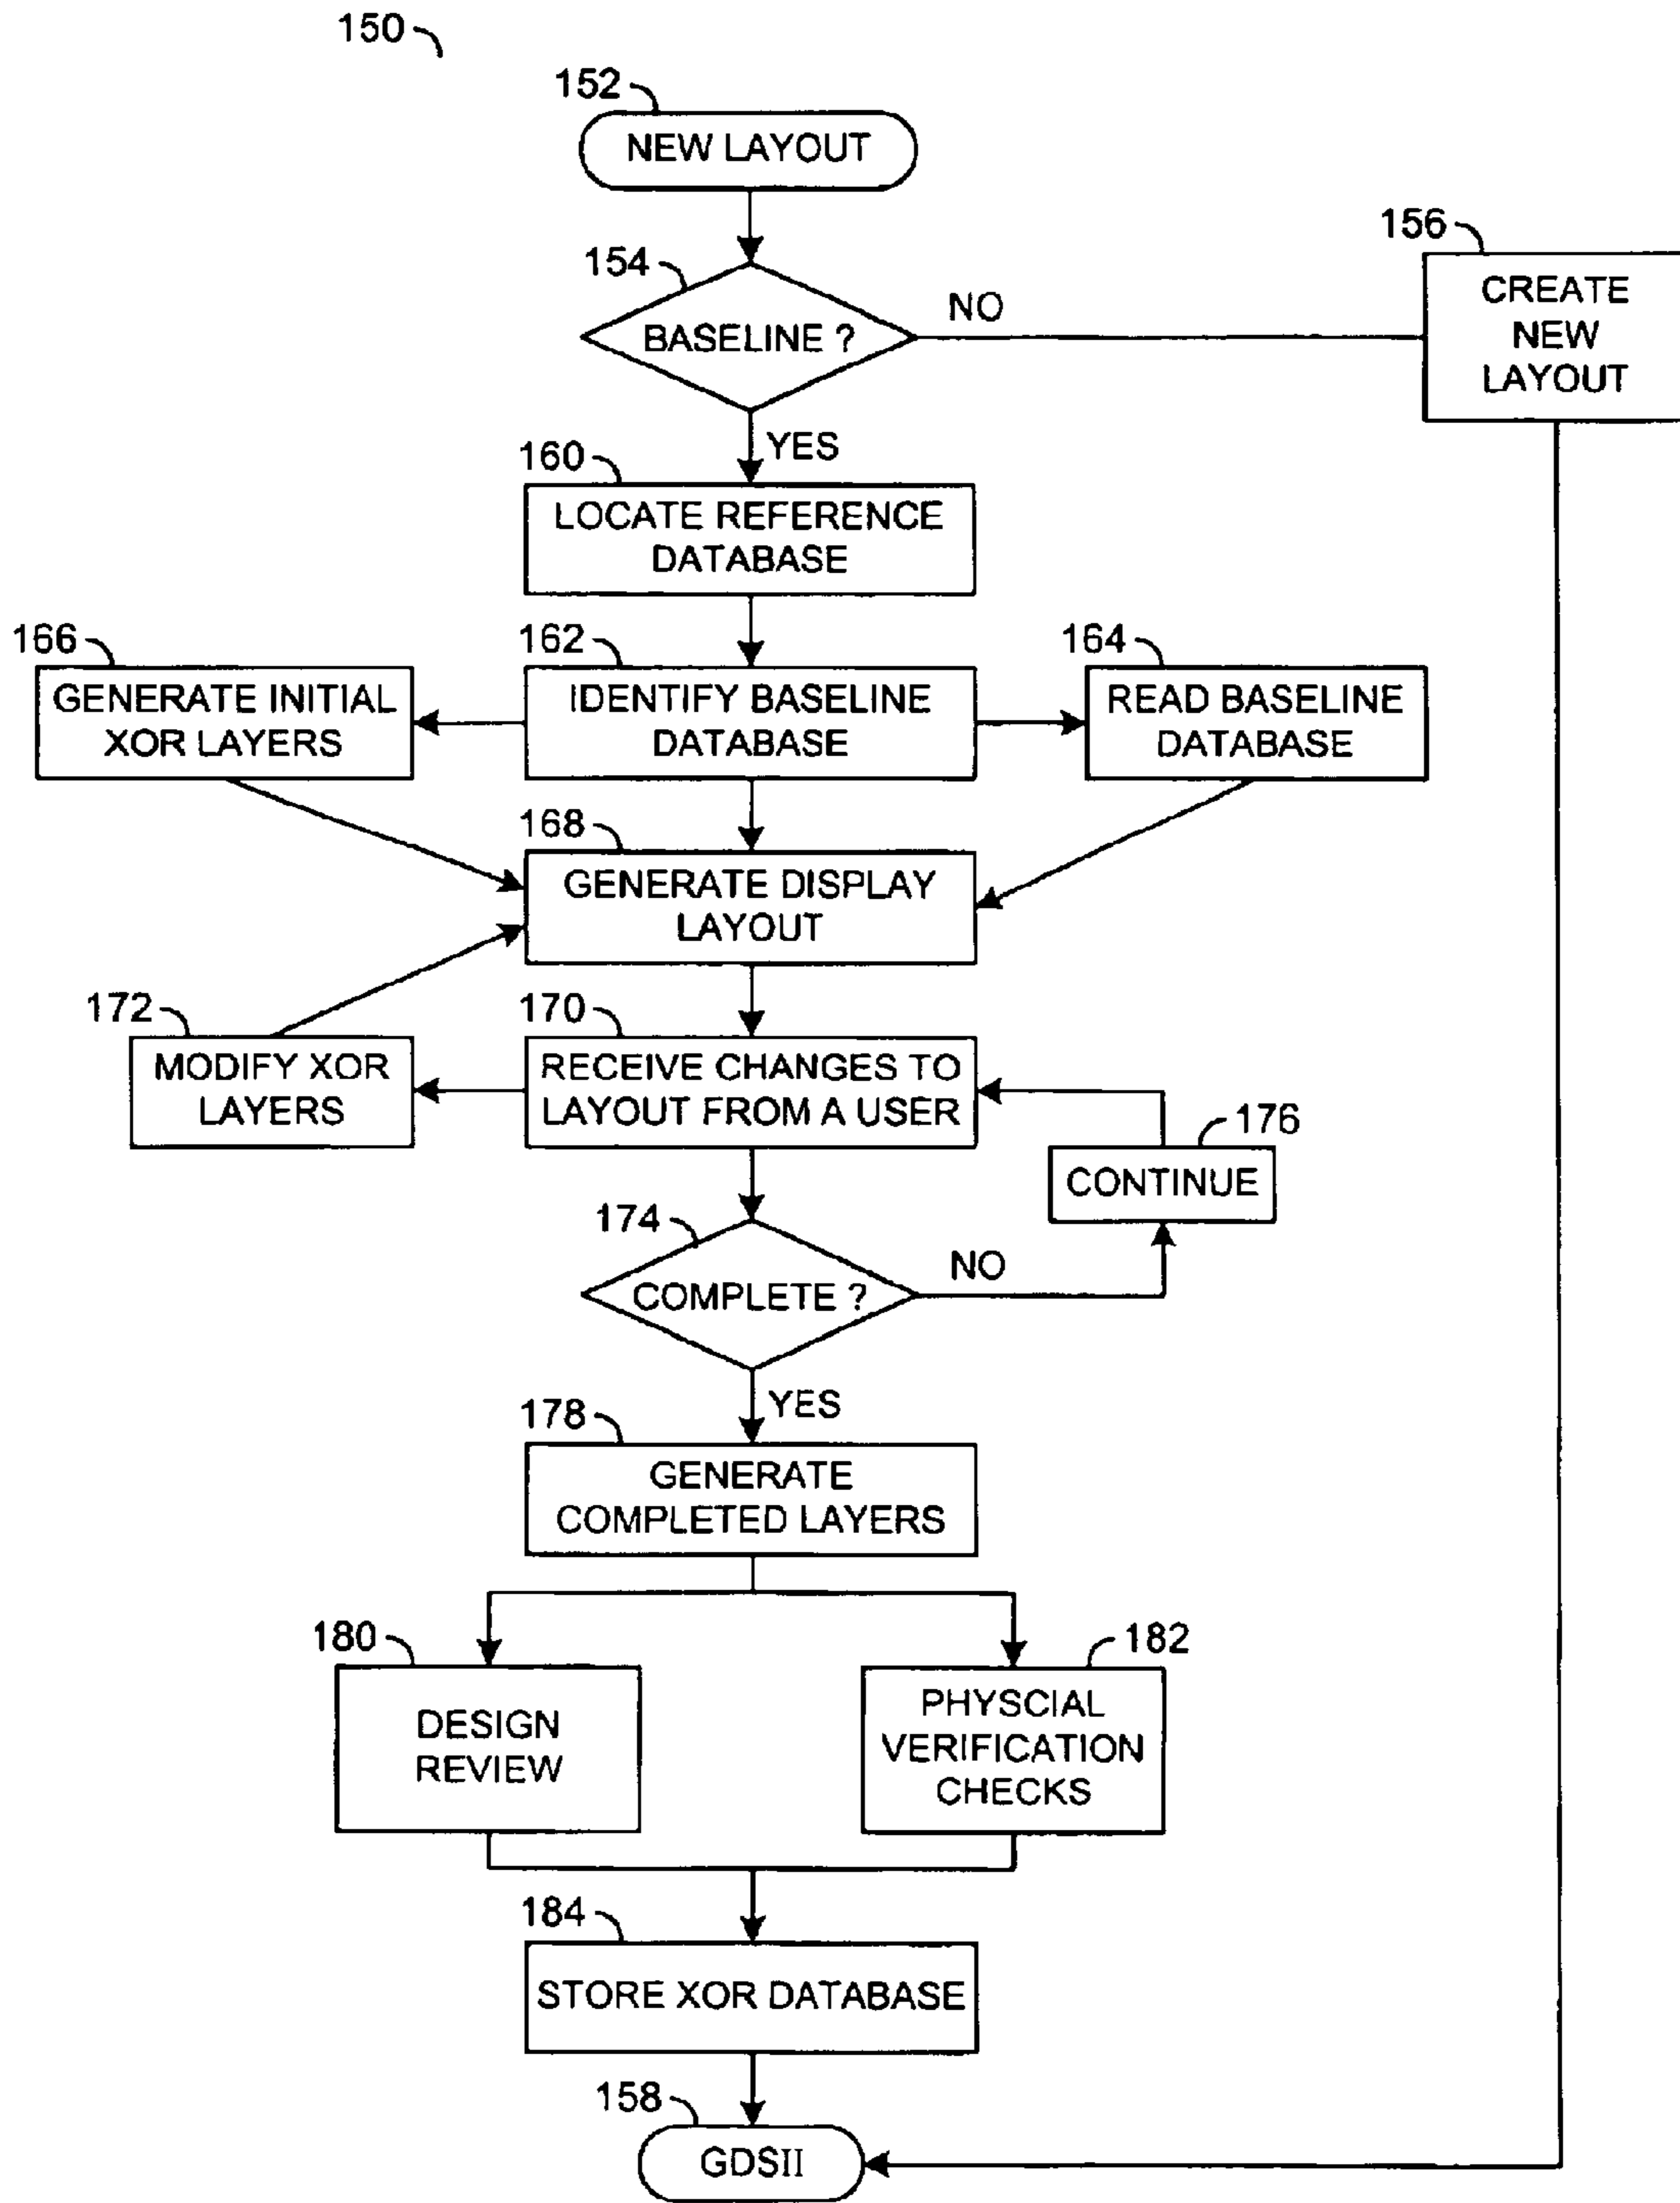 150
152
NEW LAYOUT
154
BASELINE ?
NO
156
CREATE
NEW
LAYOUT
YES
160
LOCATE REFERENCE
DATABASE
166
GENERATE INITIAL
XOR LAYERS
162
IDENTIFY BASELINE
DATABASE
164
READ BASELINE
DATABASE
168
GENERATE DISPLAY
LAYOUT
172
MODIFY XOR
LAYERS
170
RECEIVE CHANGES TO
LAYOUT FROM A USER
176
CONTINUE
174
COMPLETE ?
NO
YES
178
GENERATE
COMPLETED LAYERS
180
DESIGN
REVIEW
182
PHYSCIAL
VERIFICATION
CHECKS
184
STORE XOR DATABASE
158
GDSII